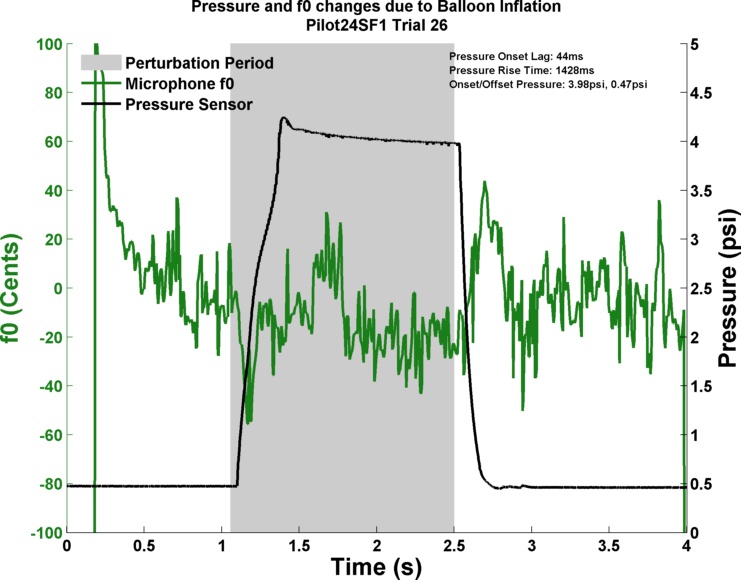 Pressure and f0 changes due to Balloon Inflation
Pilot24SF1 Trial 26
Perturbation Period
Microphone f0
Pressure Sensor
Pressure Onset Lag: 44ms
Pressure Rise Time: 1428ms
Onset/Offset Pressure: 3.98psi, 0.47psi
f0 (Cents)
100
80
60
40
20
0
-20
-40
-60
-80
-100
Pressure (psi)
5
4.5
4
3.5
3
2.5
2
1.5
1
0.5
0
0
0.5
1
1.5
2
2.5
3
3.5
4
Time (s)